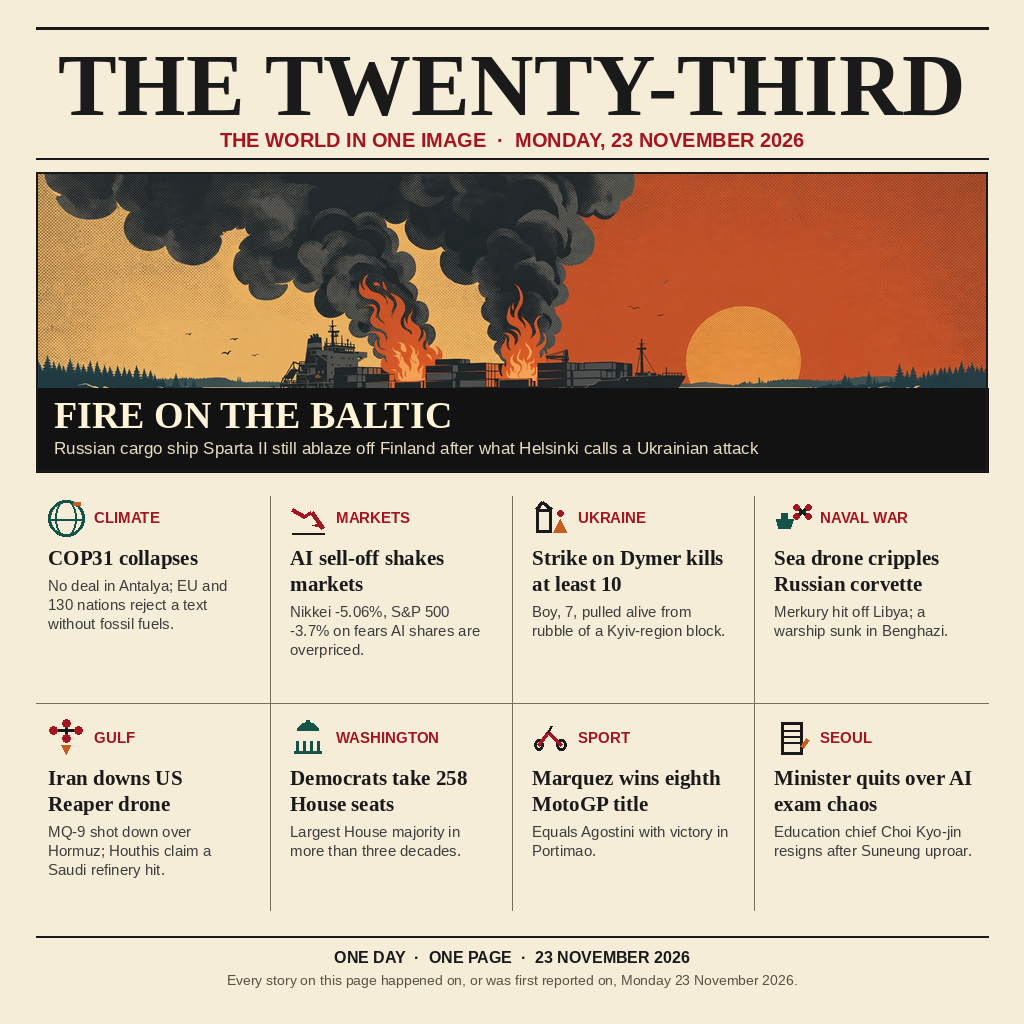 THE TWENTY-THIRD
THE WORLD IN ONE IMAGE · MONDAY, 23 NOVEMBER 2026
FIRE ON THE BALTIC
Russian cargo ship Sparta II still ablaze off Finland after what Helsinki calls a Ukrainian attack
CLIMATE
COP31 collapses
No deal in Antalya; EU and
130 nations reject a text
without fossil fuels.
MARKETS
AI sell-off shakes
markets
Nikkei -5.06%, S&P 500
-3.7% on fears AI shares are
overpriced.
UKRAINE
Strike on Dymer kills
at least 10
Boy, 7, pulled alive from
rubble of a Kyiv-region block.
NAVAL WAR
Sea drone cripples
Russian corvette
Merkury hit off Libya; a
warship sunk in Benghazi.
GULF
Iran downs US
Reaper drone
MQ-9 shot down over
Hormuz; Houthis claim a
Saudi refinery hit.
WASHINGTON
Democrats take 258
House seats
Largest House majority in
more than three decades.
SPORT
Marquez wins eighth
MotoGP title
Equals Agostini with victory in
Portimao.
SEOUL
Minister quits over AI
exam chaos
Education chief Choi Kyo-jin
resigns after Suneung uproar.
ONE DAY · ONE PAGE · 23 NOVEMBER 2026
Every story on this page happened on, or was first reported on, Monday 23 November 2026.